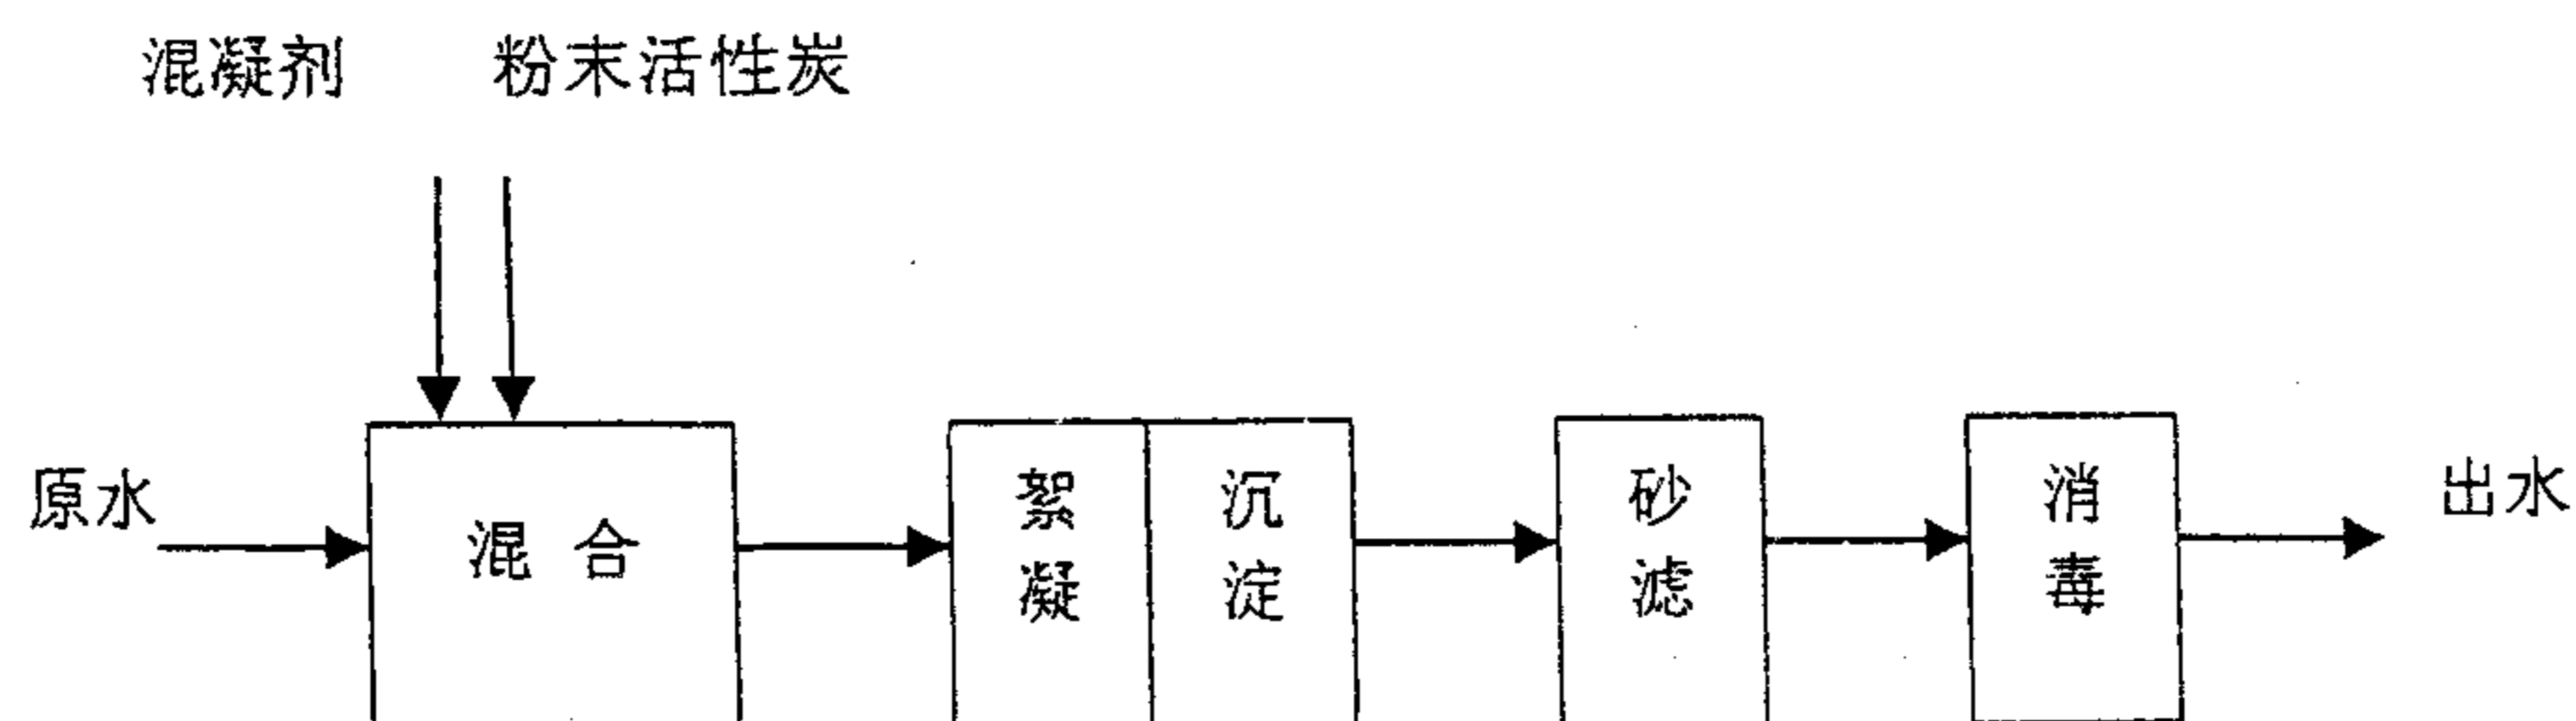 混凝剂 粉末活性炭
原水
混 合
絮凝
沉淀
砂滤
消毒
出水